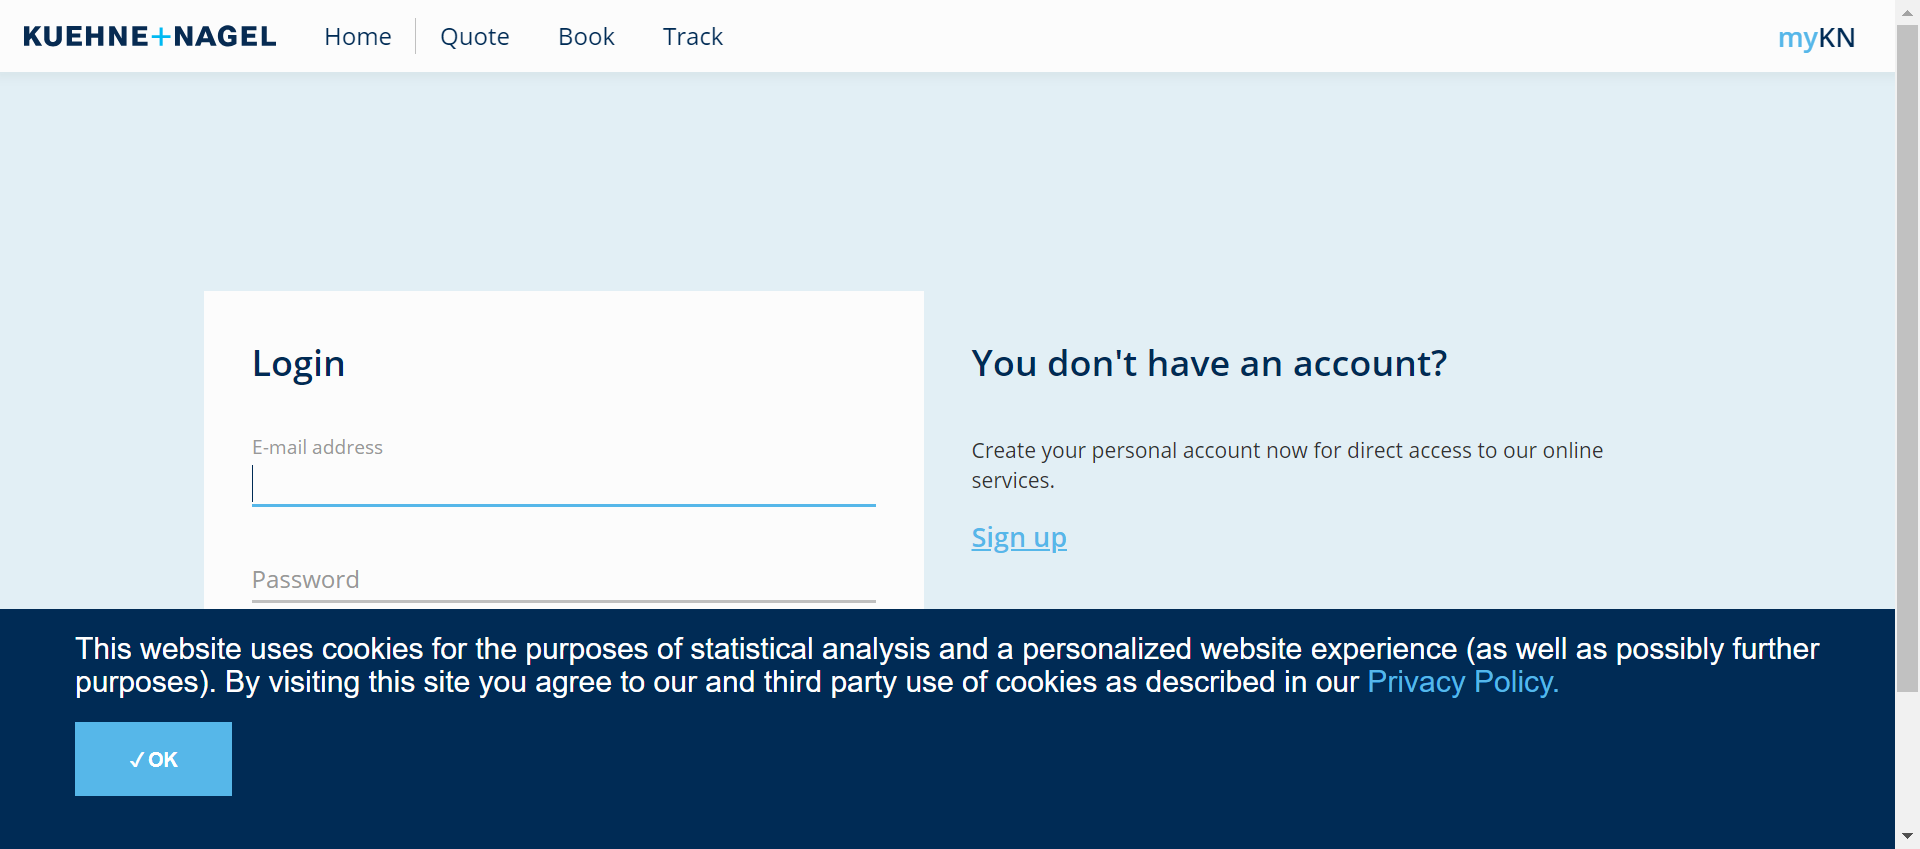 KUEHNE+NAGEL Home Quote Book Track myKN
Login
E-mail address
Password
You don't have an account?
Create your personal account now for direct access to our online
services.
Sign up
This website uses cookies for the purposes of statistical analysis and a personalized website experience (as well as possibly further
purposes). By visiting this site you agree to our and third party use of cookies as described in our Privacy Policy.
✓OK